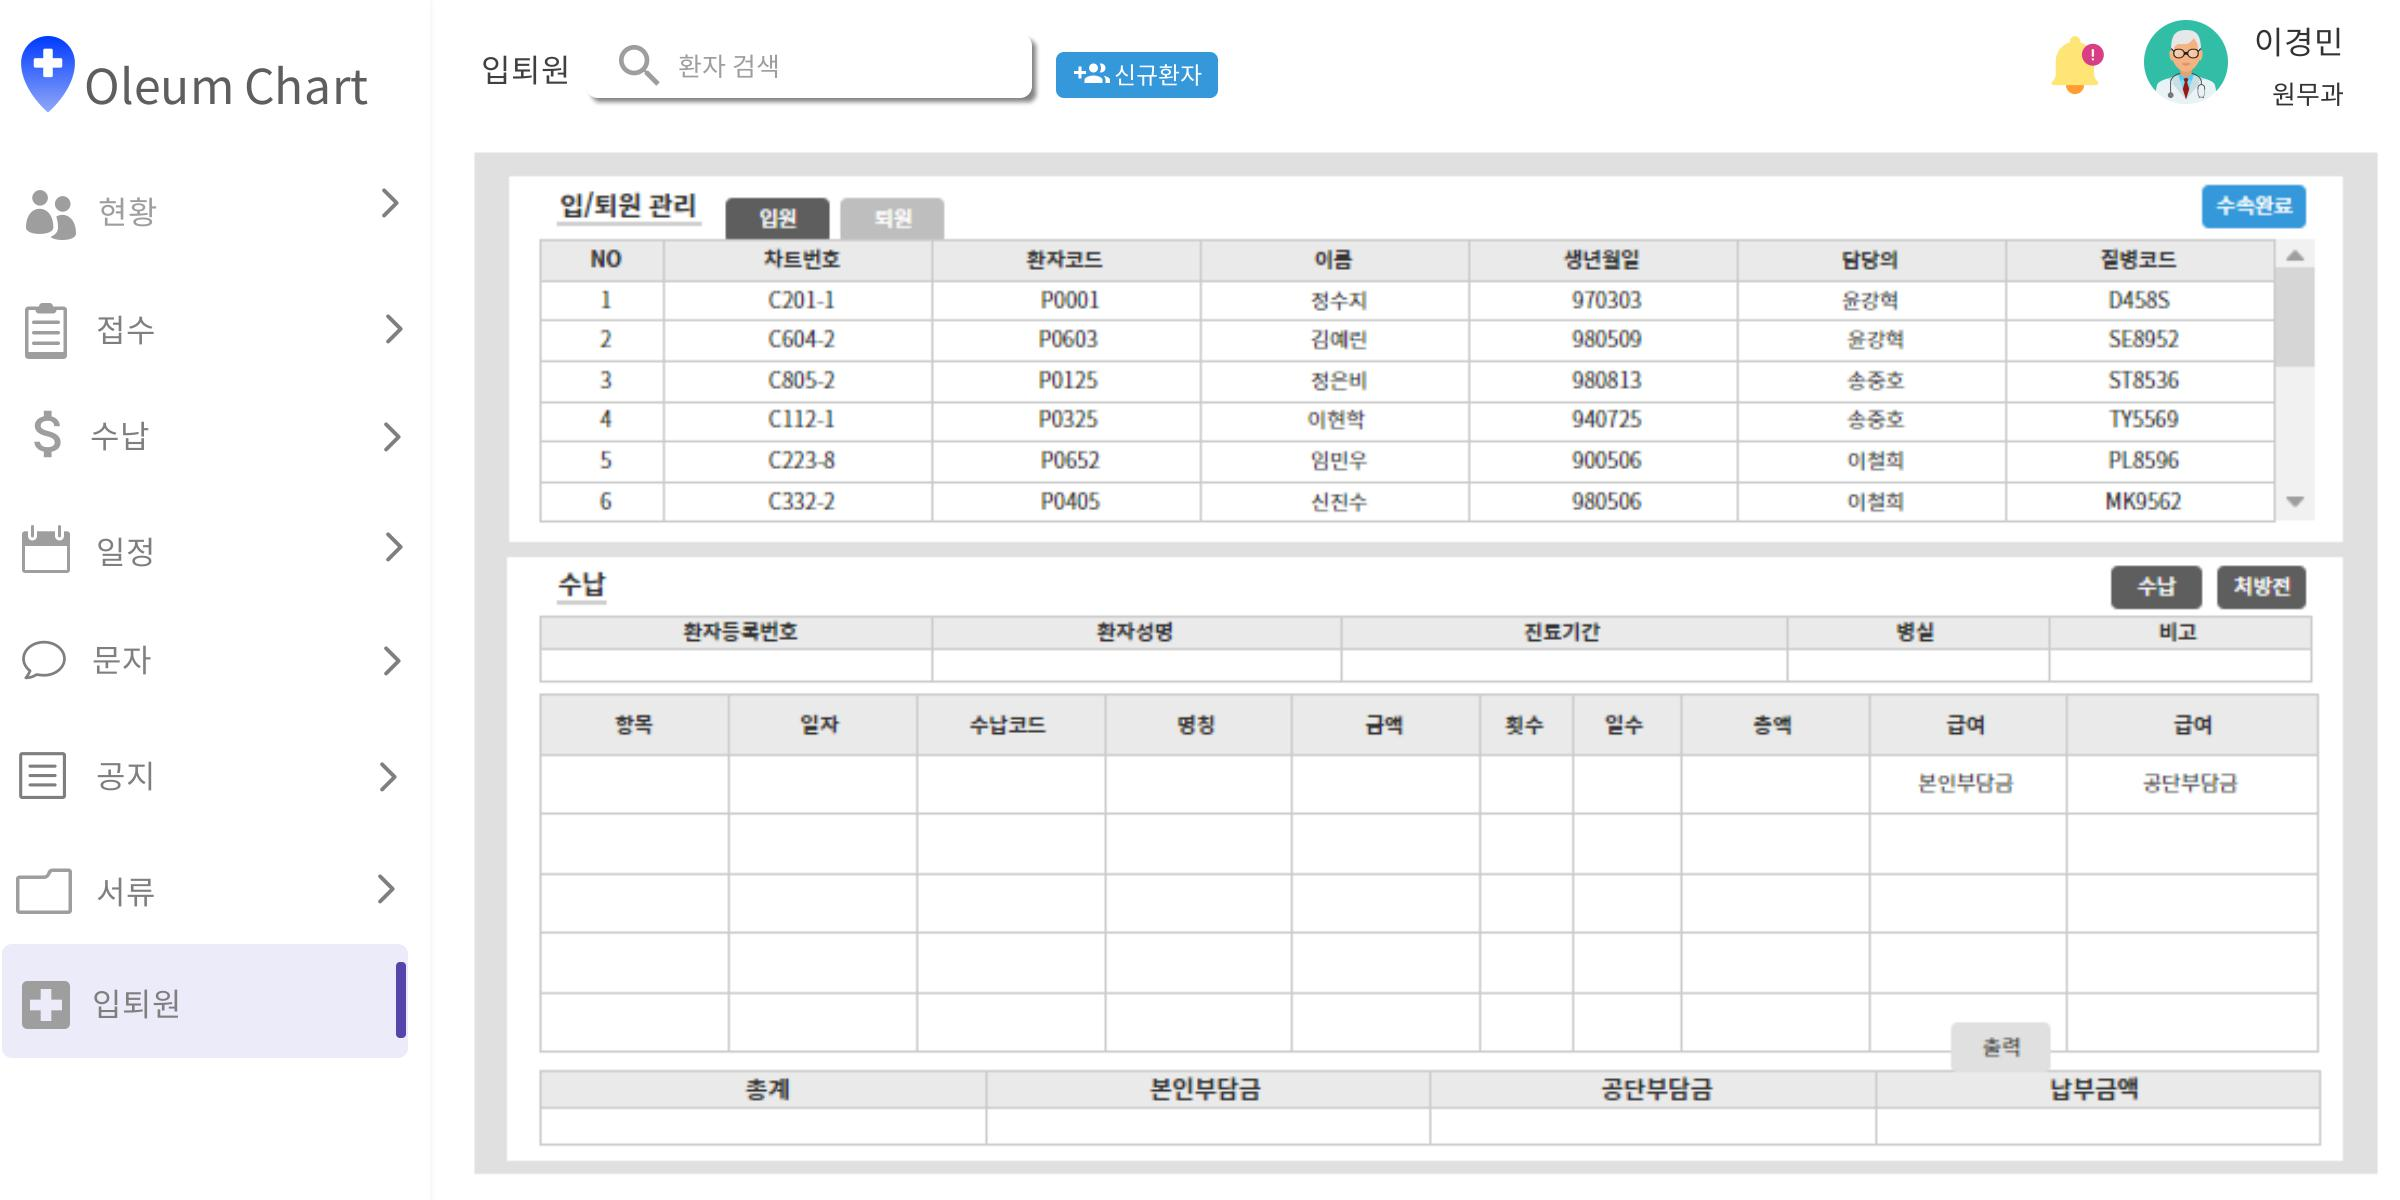 Oleum Chart
현황
접수
수납
일정
문자
공지
서류
입퇴원
입퇴원 환자 검색 신규환자
! 이경민
원무과
입/퇴원 관리 입원 퇴원 수속완료
NO 차트번호 환자코드 이름 생년월일 담당의 질병코드
1 C201-1 P0001 정수지 970303 윤강혁 D458S
2 C604-2 P0603 김예린 980509 윤강혁 SE8952
3 C805-2 P0125 정은비 980813 송중호 ST8536
4 C112-1 P0325 이현학 940725 송중호 TY5569
5 C223-8 P0652 임민우 900506 이철희 PL8596
6 C332-2 P0405 신진수 980506 이철희 MK9562
수납 수납 처방전
환자등록번호 환자성명 진료기간 병실 비고
항목 일자 수납코드 명칭 금액 횟수 일수 총액 급여 급여
본인부담금 공단부담금
출력
총계 본인부담금 공단부담금 납부금액